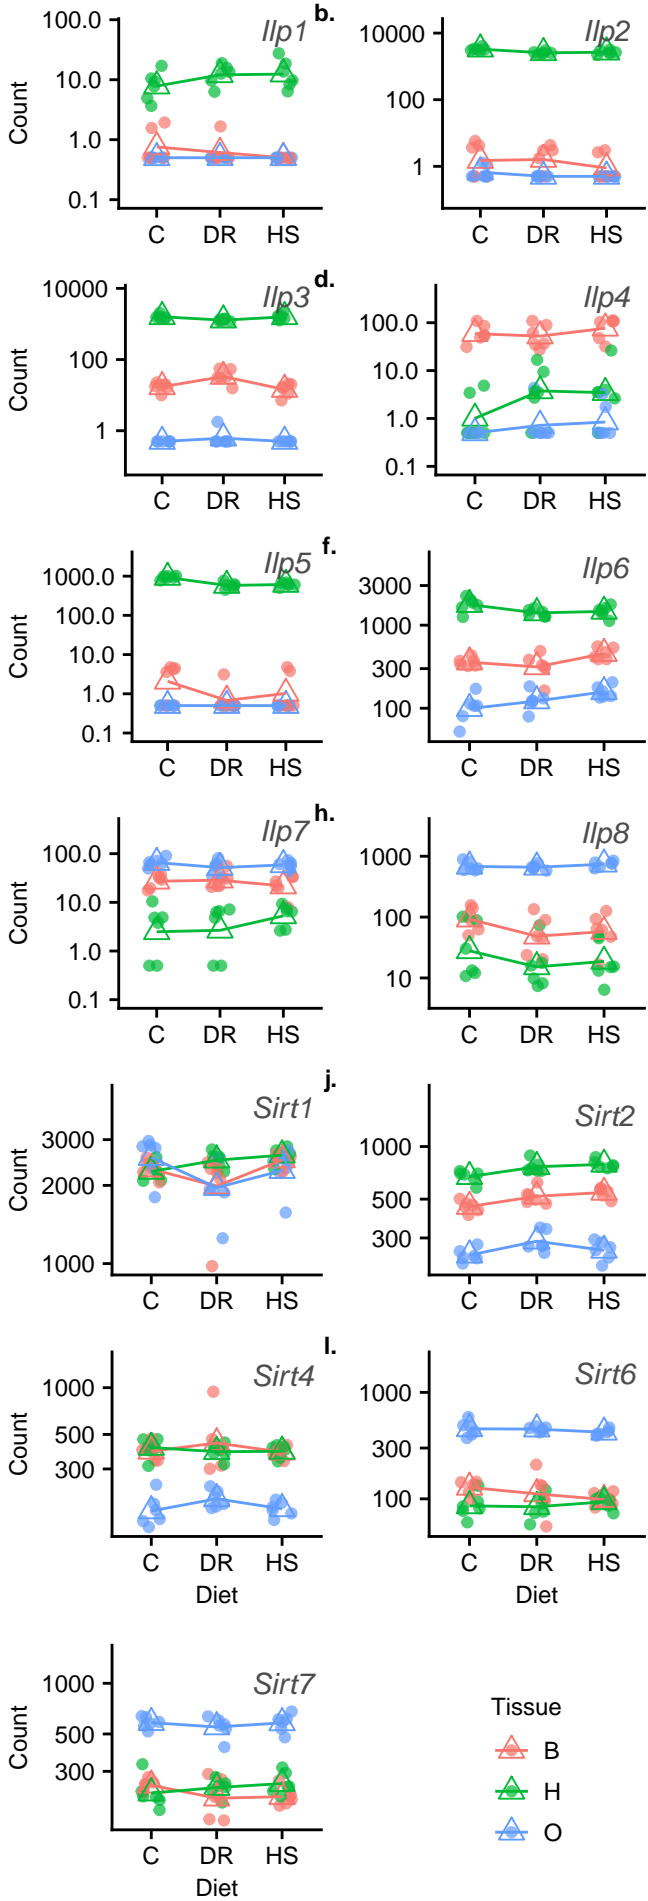 b.
Ilp1
Count
100.0
10.0
1.0
0.1
C DR HS
Ilp2
10000
100
1
C DR HS
d.
Ilp3
Count
10000
100
1
C DR HS
Ilp4
100.0
10.0
1.0
0.1
C DR HS
f.
Ilp5
Count
1000.0
100.0
10.0
1.0
0.1
C DR HS
Ilp6
3000
1000
300
100
C DR HS
h.
Ilp7
Count
100.0
10.0
1.0
0.1
C DR HS
Ilp8
1000
100
10
C DR HS
j.
Sirt1
Count
3000
2000
1000
C DR HS
Sirt2
1000
500
300
C DR HS
l.
Sirt4
Count
1000
500
300
C DR HS
Diet
Sirt6
1000
300
100
C DR HS
Diet
Sirt7
Count
1000
500
300
C DR HS
Diet
Tissue
B
H
O